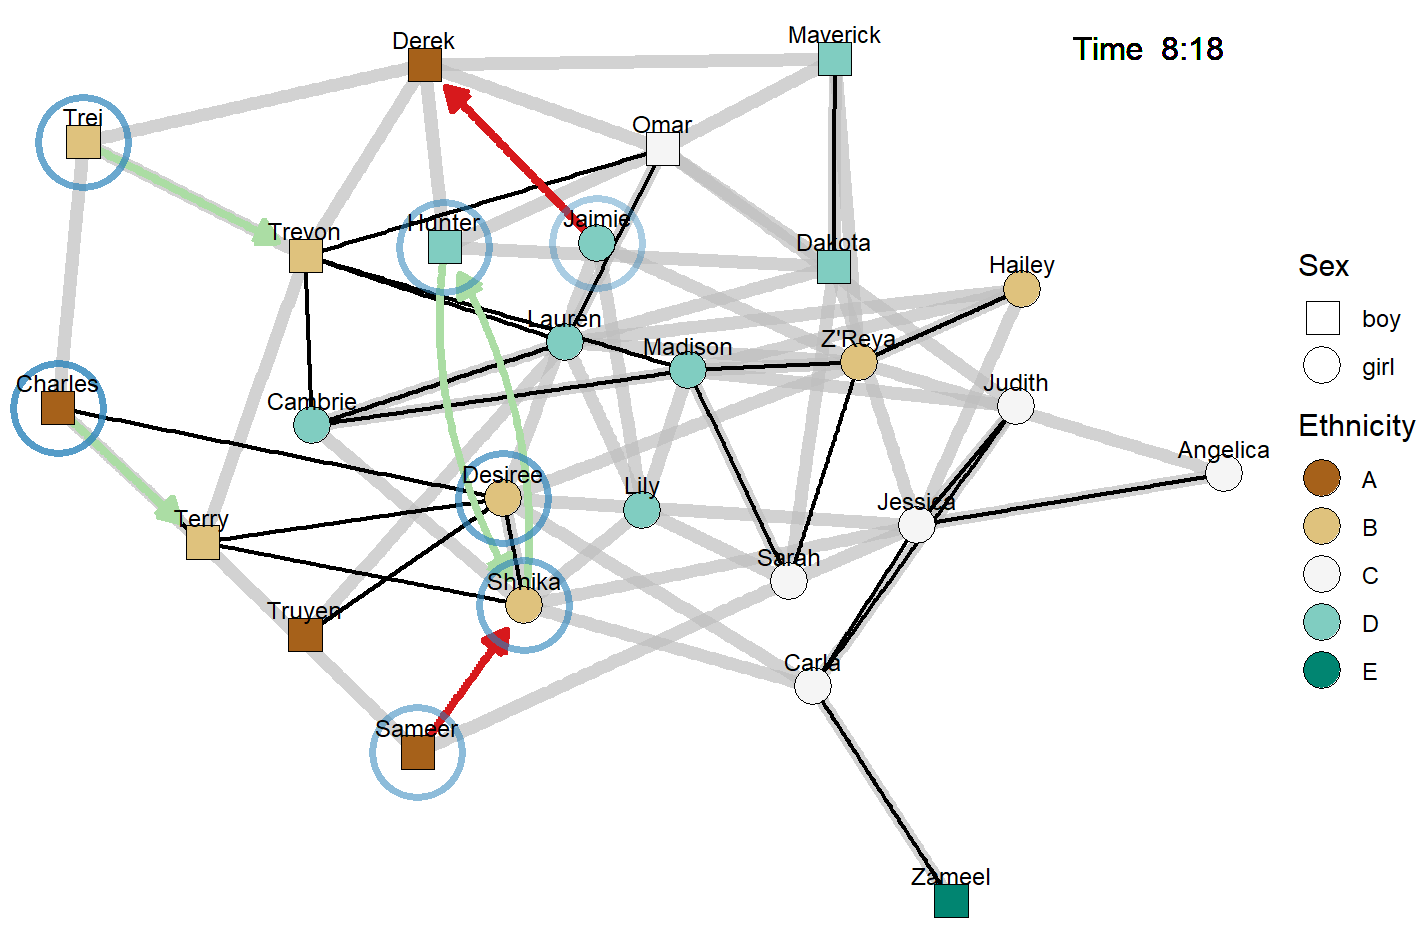 Maverick
Derek
Time  8:18
Trei
Omar
Jaimie
Hunter
Trevon
Dakota
Hailey
Sex
boy
Lauren
Z'Reya
Madison
girl
Charles
Judith
Cambrie
Ethnicity
Angelica
Desiree
A
Lily
Jessica
Terry
B
Sarah
C
Shnika
Truyen
D
Carla
E
Sameer
Zameel